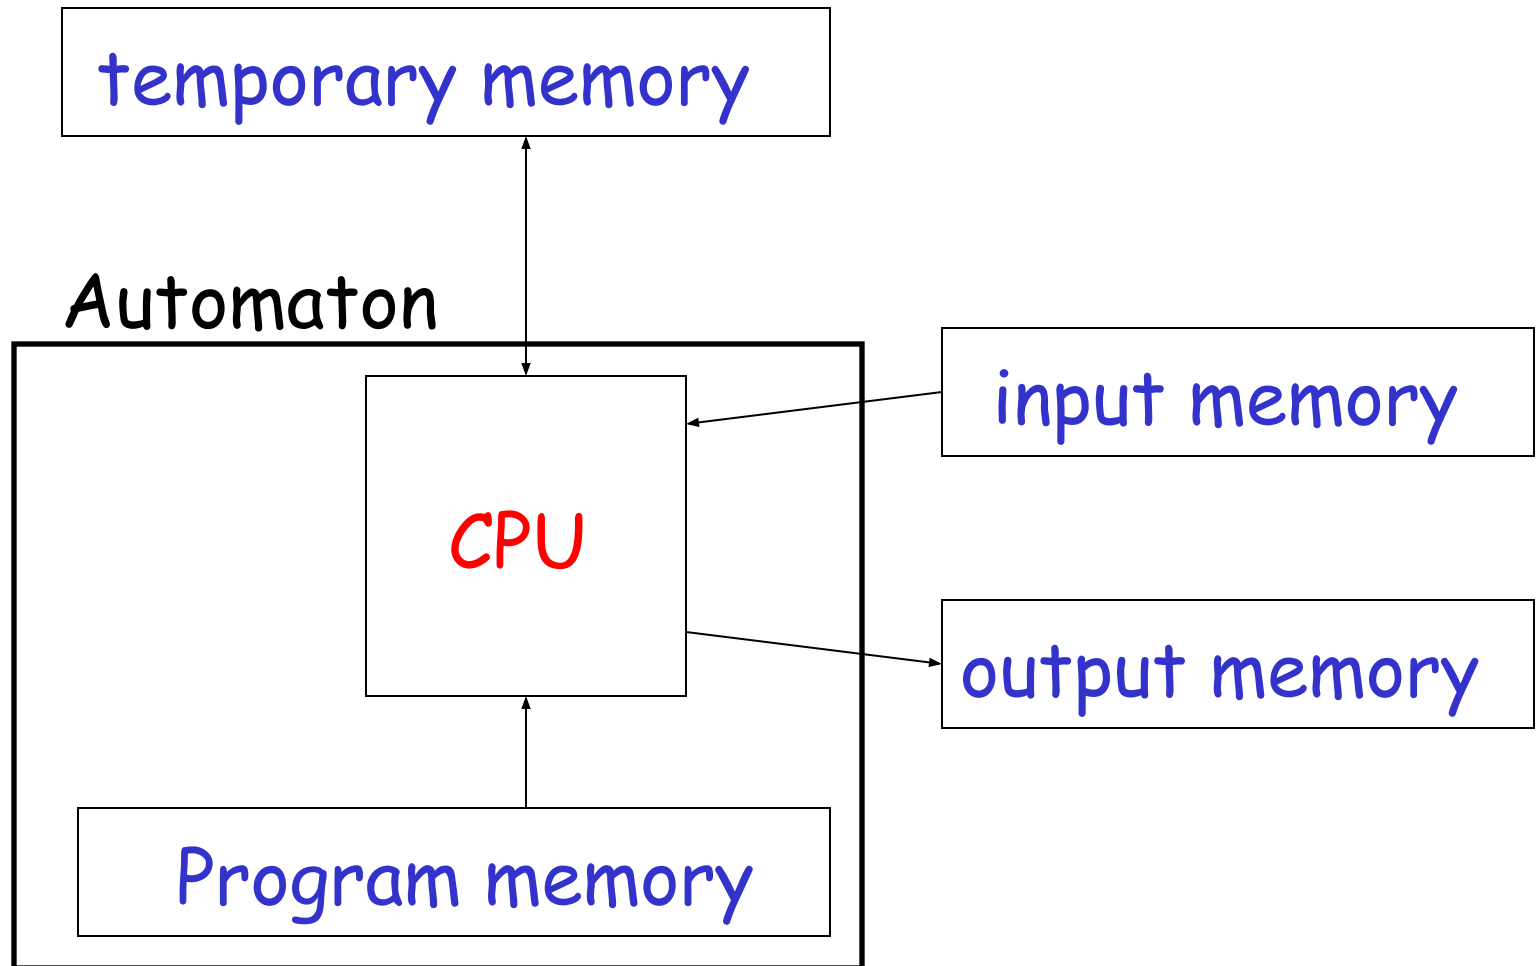 temporary memory
Automaton
input memory
CPU
output memory
Program memory